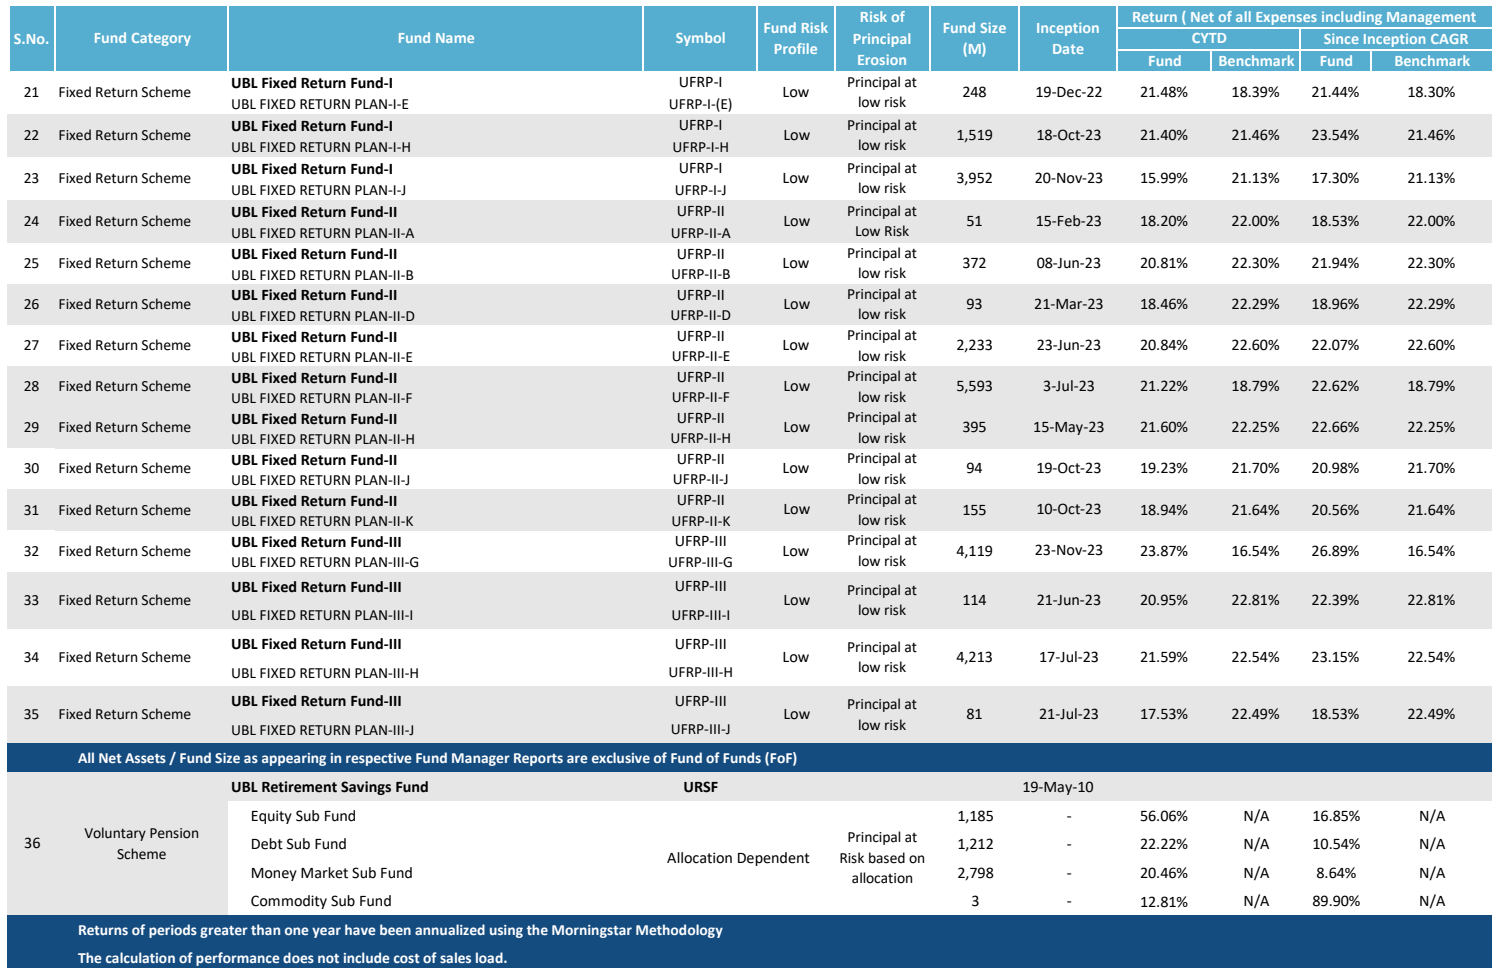 S.No. Fund Category Fund Name Symbol Fund Risk Profile Risk of Principal Erosion Fund Size (M) Inception Date Return ( Net of all Expenses including Management
CYTD Since Inception CAGR
Fund Benchmark Fund Benchmark
21 Fixed Return Scheme UBL Fixed Return Fund-I UFRP-I Low Principal at low risk 248 19-Dec-22 21.48% 18.39% 21.44% 18.30%
UBL FIXED RETURN PLAN-I-E UFRP-I-(E)
22 Fixed Return Scheme UBL Fixed Return Fund-I UFRP-I Low Principal at low risk 1,519 18-Oct-23 21.40% 21.46% 23.54% 21.46%
UBL FIXED RETURN PLAN-I-H UFRP-I-H
23 Fixed Return Scheme UBL Fixed Return Fund-I UFRP-I Low Principal at low risk 3,952 20-Nov-23 15.99% 21.13% 17.30% 21.13%
UBL FIXED RETURN PLAN-I-J UFRP-I-J
24 Fixed Return Scheme UBL Fixed Return Fund-II UFRP-II Low Principal at Low Risk 51 15-Feb-23 18.20% 22.00% 18.53% 22.00%
UBL FIXED RETURN PLAN-II-A UFRP-II-A
25 Fixed Return Scheme UBL Fixed Return Fund-II UFRP-II Low Principal at low risk 372 08-Jun-23 20.81% 22.30% 21.94% 22.30%
UBL FIXED RETURN PLAN-II-B UFRP-II-B
26 Fixed Return Scheme UBL Fixed Return Fund-II UFRP-II Low Principal at low risk 93 21-Mar-23 18.46% 22.29% 18.96% 22.29%
UBL FIXED RETURN PLAN-II-D UFRP-II-D
27 Fixed Return Scheme UBL Fixed Return Fund-II UFRP-II Low Principal at low risk 2,233 23-Jun-23 20.84% 22.60% 22.07% 22.60%
UBL FIXED RETURN PLAN-II-E UFRP-II-E
28 Fixed Return Scheme UBL Fixed Return Fund-II UFRP-II Low Principal at low risk 5,593 3-Jul-23 21.22% 18.79% 22.62% 18.79%
UBL FIXED RETURN PLAN-II-F UFRP-II-F
29 Fixed Return Scheme UBL Fixed Return Fund-II UFRP-II Low Principal at low risk 395 15-May-23 21.60% 22.25% 22.66% 22.25%
UBL FIXED RETURN PLAN-II-H UFRP-II-H
30 Fixed Return Scheme UBL Fixed Return Fund-II UFRP-II Low Principal at low risk 94 19-Oct-23 19.23% 21.70% 20.98% 21.70%
UBL FIXED RETURN PLAN-II-J UFRP-II-J
31 Fixed Return Scheme UBL Fixed Return Fund-II UFRP-II Low Principal at low risk 155 10-Oct-23 18.94% 21.64% 20.56% 21.64%
UBL FIXED RETURN PLAN-II-K UFRP-II-K
32 Fixed Return Scheme UBL Fixed Return Fund-III UFRP-III Low Principal at low risk 4,119 23-Nov-23 23.87% 16.54% 26.89% 16.54%
UBL FIXED RETURN PLAN-III-G UFRP-III-G
33 Fixed Return Scheme UBL Fixed Return Fund-III UFRP-III Low Principal at low risk 114 21-Jun-23 20.95% 22.81% 22.39% 22.81%
UBL FIXED RETURN PLAN-III-I UFRP-III-I
34 Fixed Return Scheme UBL Fixed Return Fund-III UFRP-III Low Principal at low risk 4,213 17-Jul-23 21.59% 22.54% 23.15% 22.54%
UBL FIXED RETURN PLAN-III-H UFRP-III-H
35 Fixed Return Scheme UBL Fixed Return Fund-III UFRP-III Low Principal at low risk 81 21-Jul-23 17.53% 22.49% 18.53% 22.49%
UBL FIXED RETURN PLAN-III-J UFRP-III-J
All Net Assets / Fund Size as appearing in respective Fund Manager Reports are exclusive of Fund of Funds (FoF)
36 Voluntary Pension Scheme UBL Retirement Savings Fund URSF 19-May-10
Allocation Dependent Principal at Risk based on allocation
Equity Sub Fund 1,185 - 56.06% N/A 16.85% N/A
Debt Sub Fund 1,212 - 22.22% N/A 10.54% N/A
Money Market Sub Fund 2,798 - 20.46% N/A 8.64% N/A
Commodity Sub Fund 3 - 12.81% N/A 89.90% N/A
Returns of periods greater than one year have been annualized using the Morningstar Methodology
The calculation of performance does not include cost of sales load.